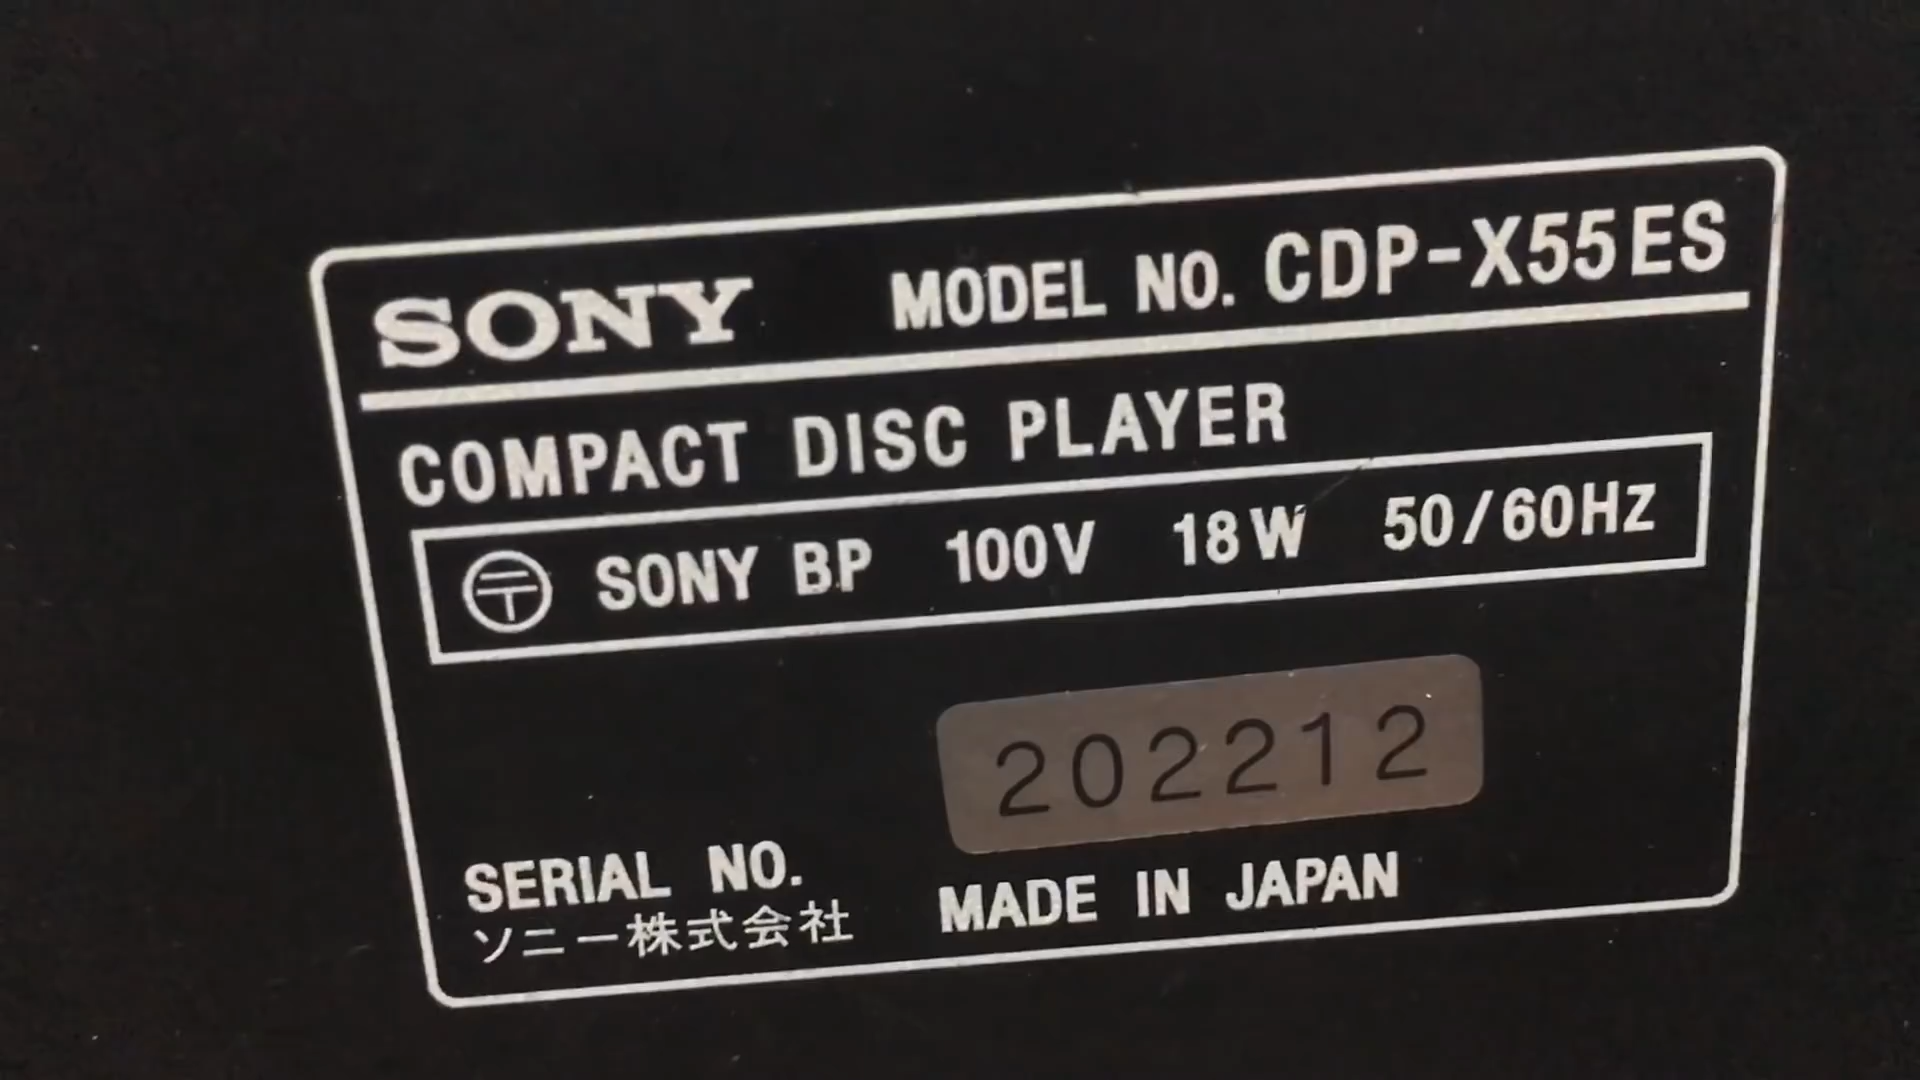 SONY MODEL NO. CDP-X55ES
COMPACT DISC PLAYER
〶 SONY BP 100V 18W 50/60Hz
202212
SERIAL NO.
ソニー株式会社 MADE IN JAPAN